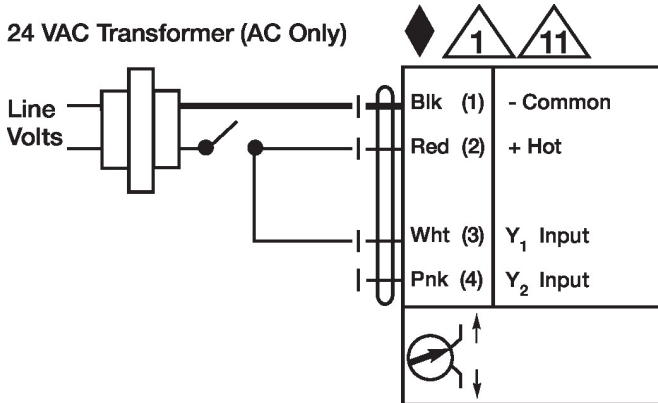 24 VAC Transformer (AC Only)
1
11
Line
Volts
Blk (1) - Common
Red (2) + Hot
Wht (3) Y1 Input
Pnk (4) Y2 Input